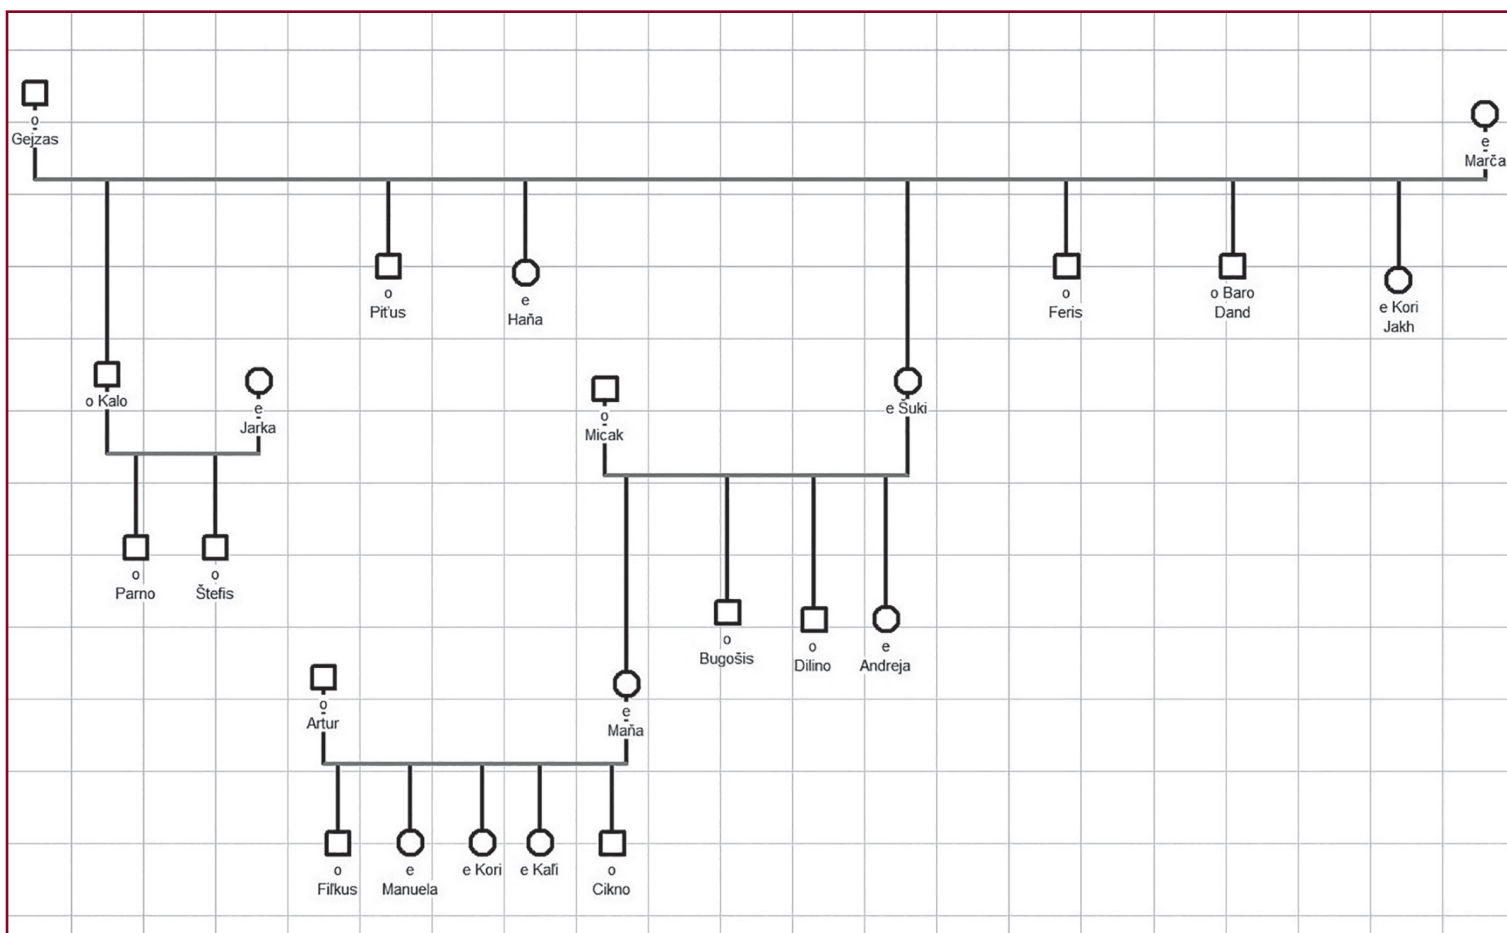 o
Gejzas
e
Marča
o
Piťus
e
Haňa
o
Feris
o Baro
Dand
e Kori
Jakh
o Kalo
e
Jarka
o
Micak
e Šuki
o
Parno
o
Štefis
o
Bugošis
o
Dilino
e
Andreja
o
Artur
e
Maňa
o
Fiľkus
e
Manuela
e Kori
e Kaľi
o
Cikno